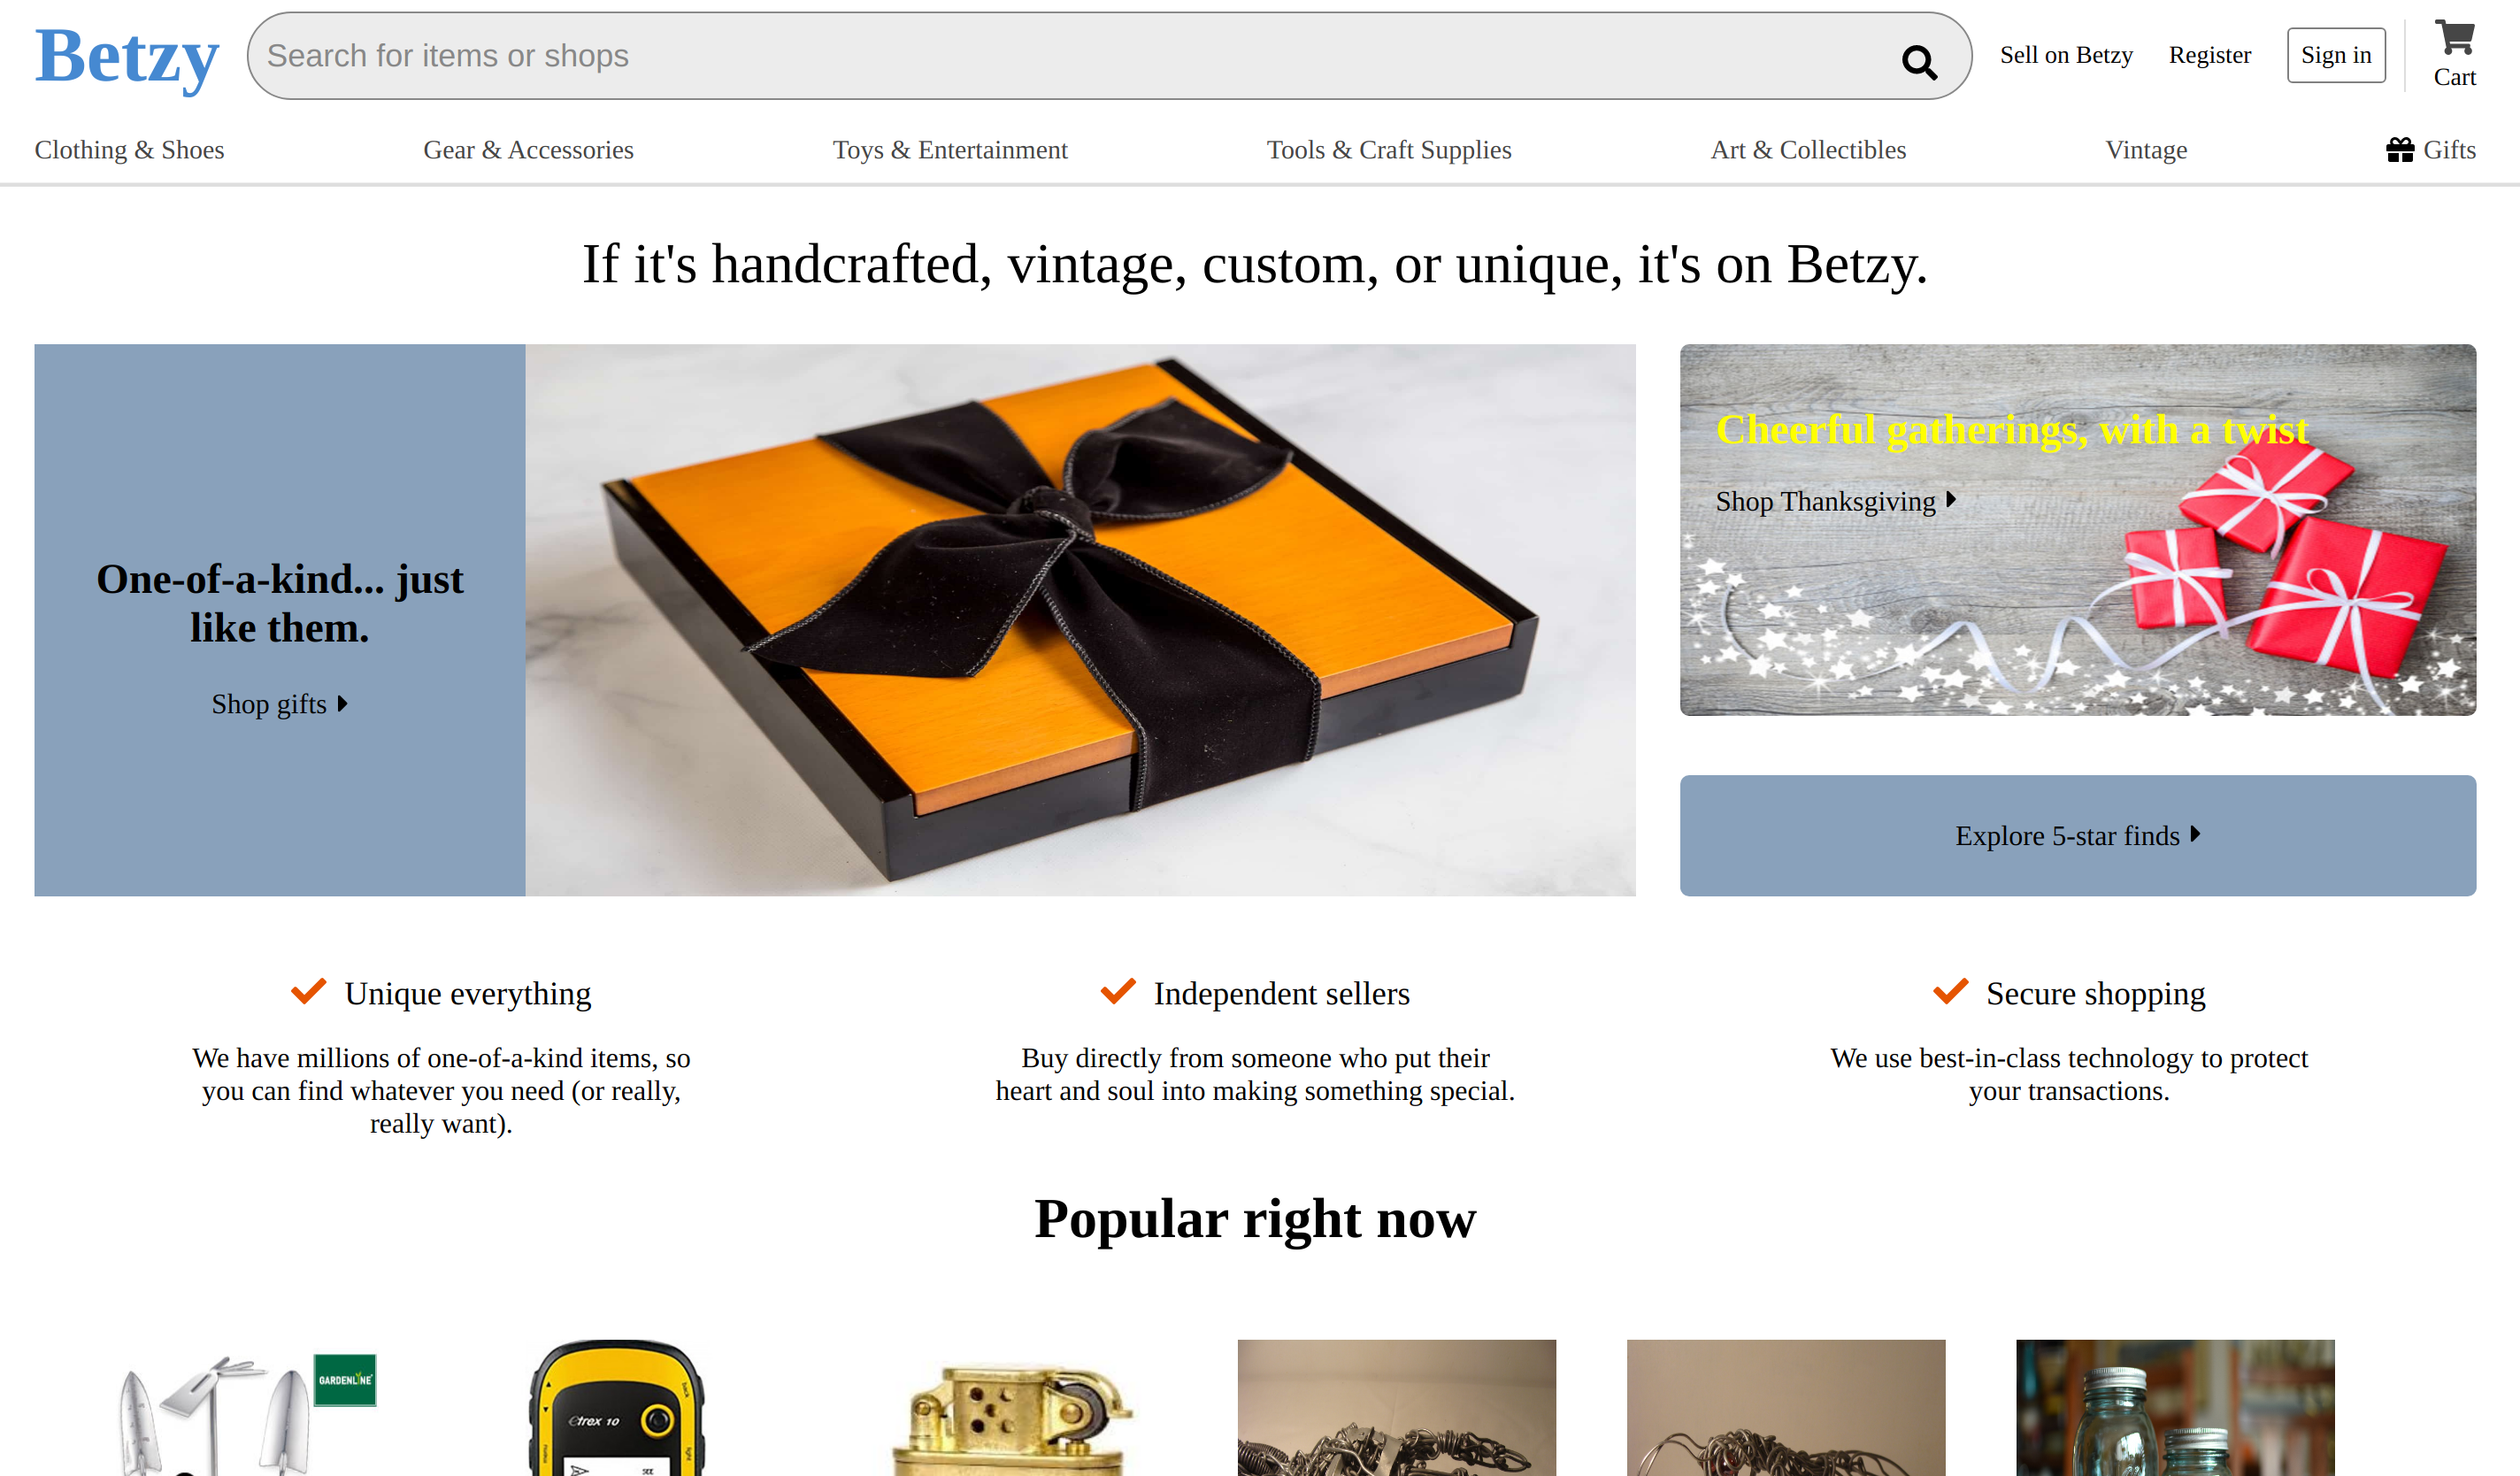 Betzy
Search for items or shops
Sell on Betzy
Register
Sign in
Cart
Clothing & Shoes
Gear & Accessories
Toys & Entertainment
Tools & Craft Supplies
Art & Collectibles
Vintage
Gifts
If it's handcrafted, vintage, custom, or unique, it's on Betzy.
One-of-a-kind... just
like them.
Shop gifts
Cheerful gatherings, with a twist
Shop Thanksgiving
Explore 5-star finds
Unique everything
We have millions of one-of-a-kind items, so
you can find whatever you need (or really,
really want).
Independent sellers
Buy directly from someone who put their
heart and soul into making something special.
Secure shopping
We use best-in-class technology to protect
your transactions.
Popular right now
GARDENLINE
etrex 10
back
light
SEE